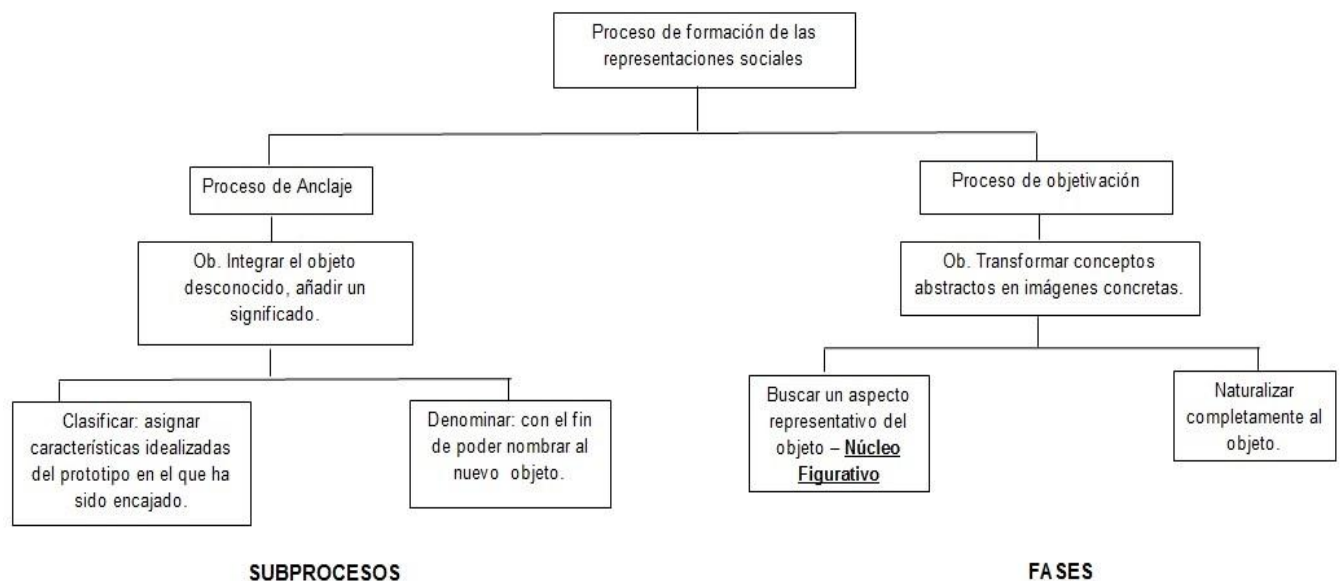 Proceso de formación de las
representaciones sociales
Proceso de Anclaje
Proceso de objetivación
Ob. Integrar el objeto
desconocido, añadir un
significado.
Ob. Transformar conceptos
abstractos en imágenes concretas.
Clasificar: asignar
características idealizadas
del prototipo en el que ha
sido encajado.
Denominar: con el fin
de poder nombrar al
nuevo objeto.
Buscar un aspecto
representativo del
objeto – Núcleo
Figurativo
Naturalizar
completamente al
objeto.
SUBPROCESOS
FASES